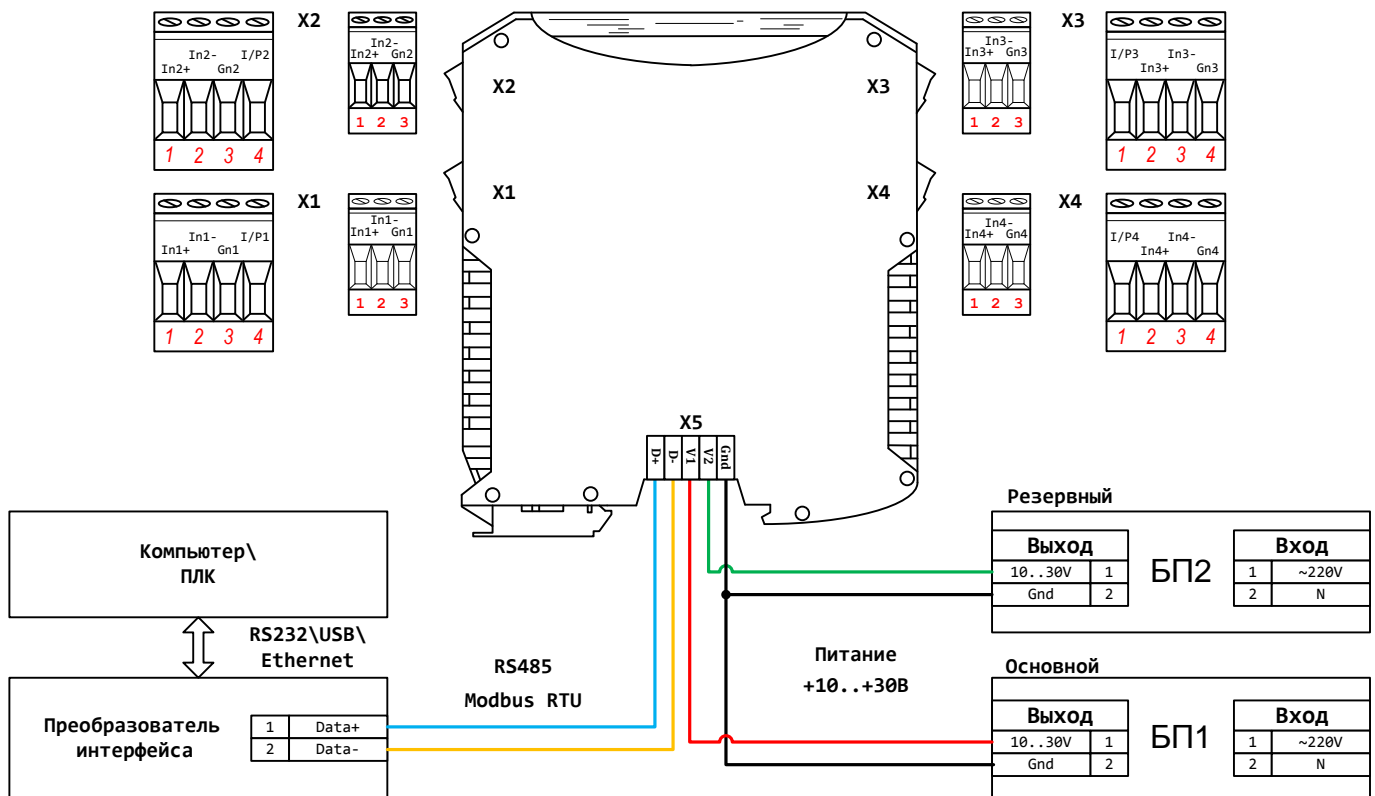 X2
X3
In2- I/P2
In2+ Gn2
1 2 3 4
In2-
In2+ Gn2
1 2 3
X2
X3
In3-
In3+ Gn3
1 2 3
I/P3 In3-
In3+ Gn3
1 2 3 4
X1
X4
In1- I/P1
In1+ Gn1
1 2 3 4
In1-
In1+ Gn1
1 2 3
X1
X4
In4-
In4+ Gn4
1 2 3
I/P4 In4-
In4+ Gn4
1 2 3 4
X5
D+ D- V1 V2 Gnd
Компьютер\
ПЛК
RS232\USB\
Ethernet
Преобразователь
интерфейса
1 Data+
2 Data-
RS485
Modbus RTU
Питание
+10..+30В
Резервный
Выход
10..30V 1
Gnd 2
БП2
Вход
1 ~220V
2 N
Основной
Выход
10..30V 1
Gnd 2
БП1
Вход
1 ~220V
2 N